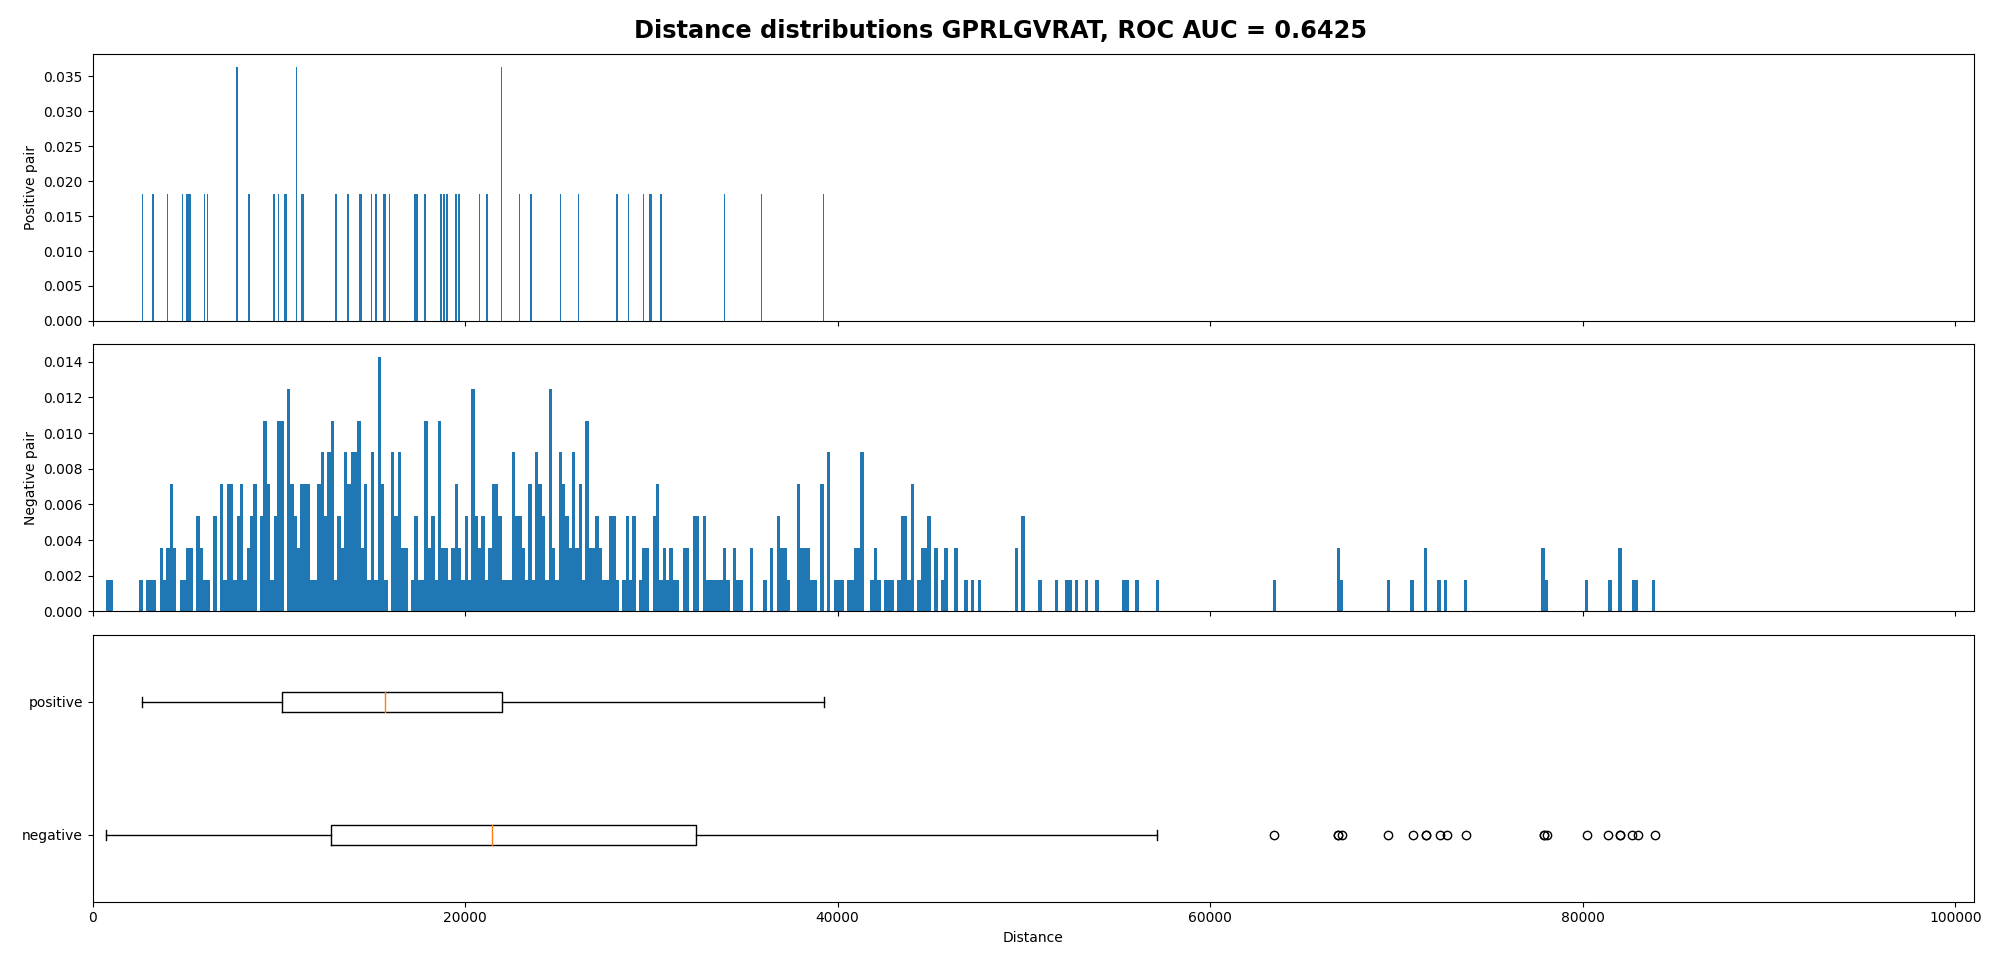 Distance distributions GPRLGVRAT, ROC AUC = 0.6425
0.035
0.030
0.025
0.020
0.015
0.010
0.005
0.000
Positive pair
0.014
0.012
0.010
0.008
0.006
0.004
0.002
0.000
Negative pair
positive
negative
0 20000 40000 60000 80000 100000
Distance